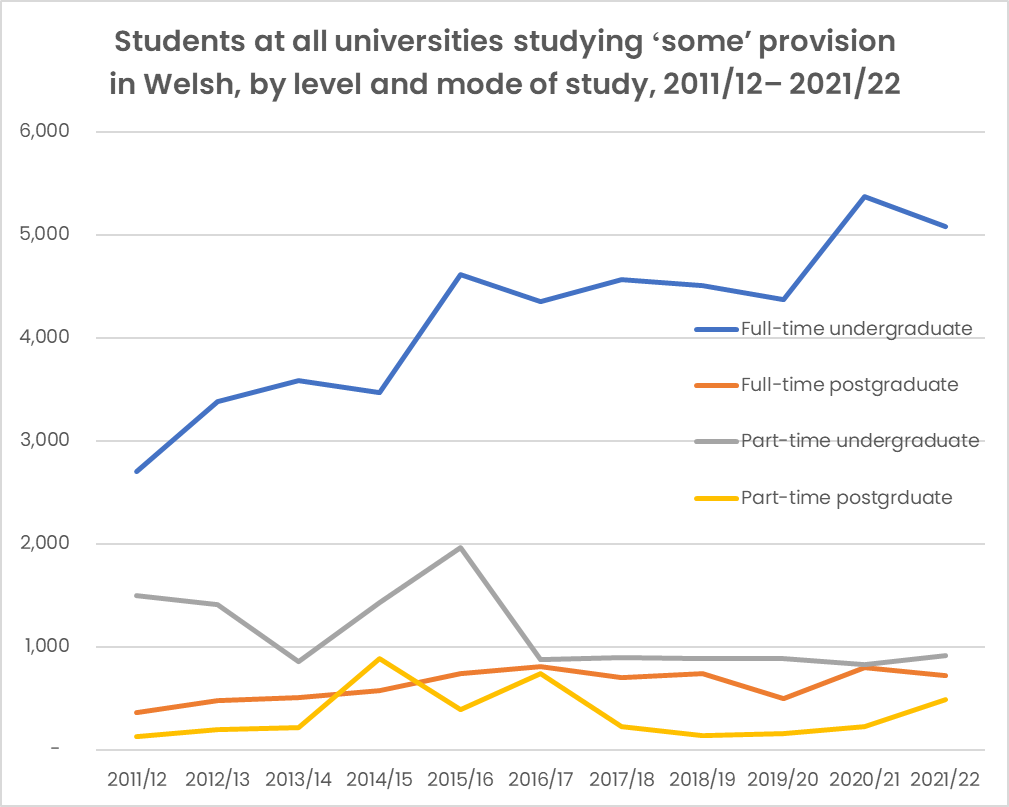 Students at all universities studying ‘some’ provision
in Welsh, by level and mode of study, 2011/12– 2021/22
6,000
5,000
4,000
3,000
2,000
1,000
–
Full-time undergraduate
Full-time postgraduate
Part-time undergraduate
Part-time postgrduate
2011/12 2012/13 2013/14 2014/15 2015/16 2016/17 2017/18 2018/19 2019/20 2020/21 2021/22